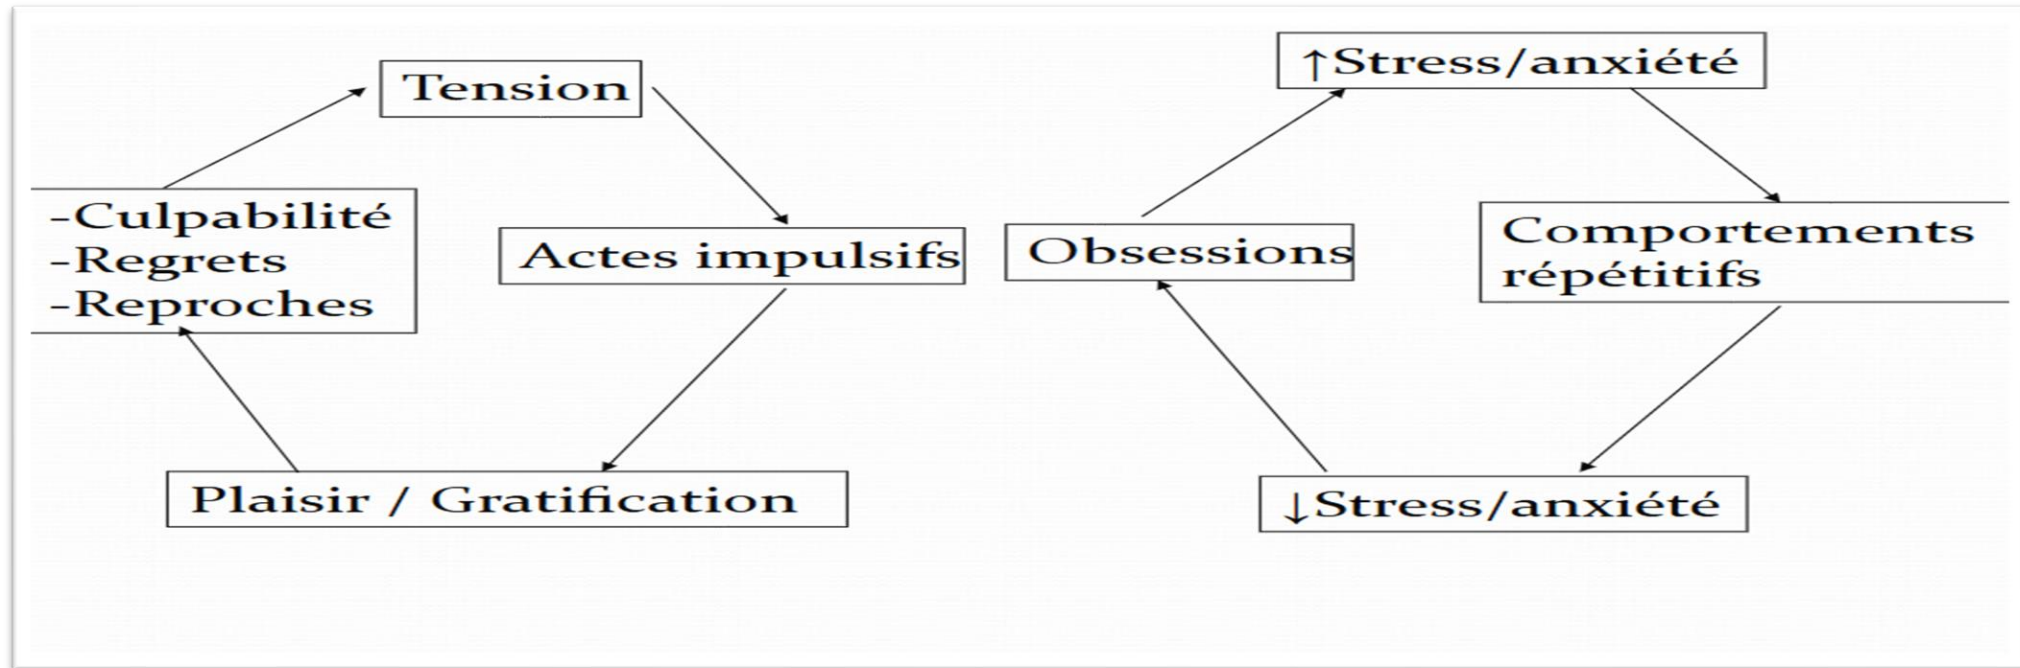 Tension
-Culpabilité
-Regrets
-Reproches
Actes impulsifs
Plaisir / Gratification
↑Stress/anxiété
Obsessions
Comportements
répétitifs
↓Stress/anxiété